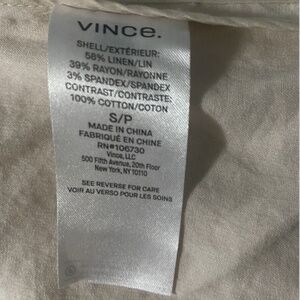 VINCE.
SHELL/EXTÉRIEUR:
58% LINEN/LIN
39% RAYON/RAYONNE
3% SPANDEX/SPANDEX
CONTRAST/CONTRASTE:
100% COTTON/COTON
S/P
MADE IN CHINA
FABRIQUÉ EN CHINE
RN#106730
Vince, LLC
500 Fifth Avenue, 20th Floor
New York, NY 10110
SEE REVERSE FOR CARE
VOIR AU VERSO POUR LES SOINS